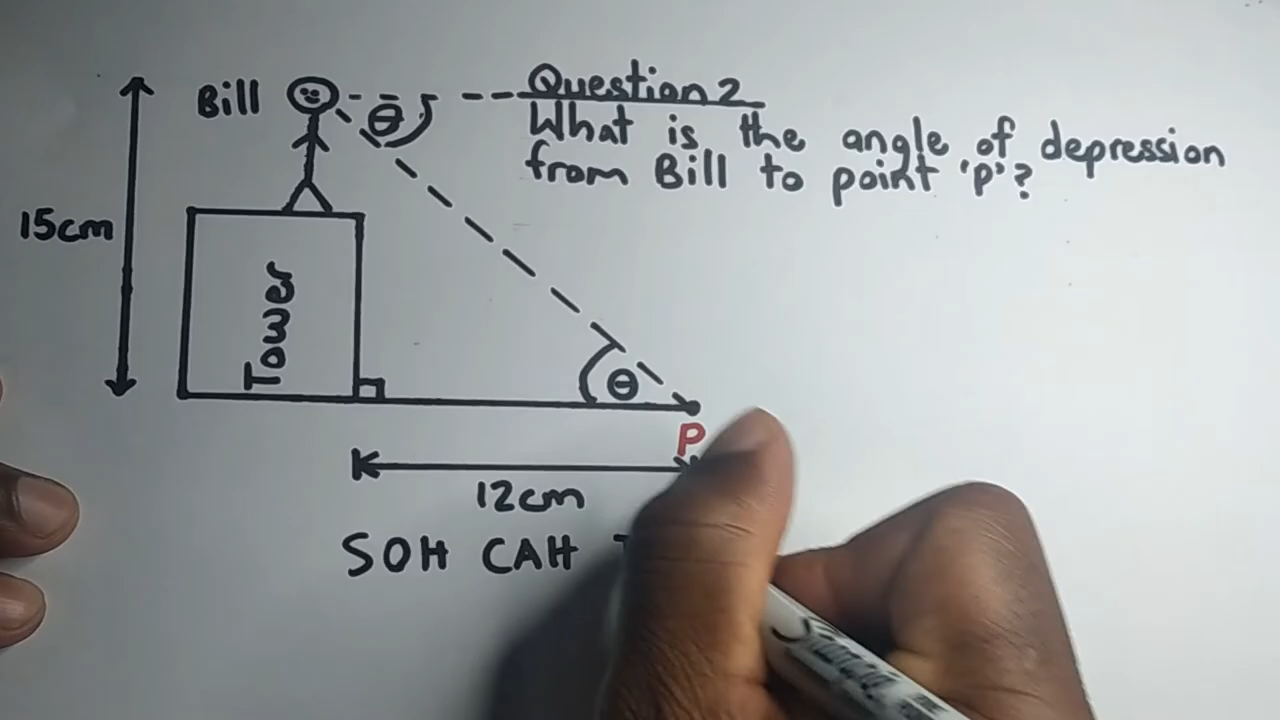 Question 2
Bill
θ
What is the angle of depression
from Bill to point 'p'?
15cm
Tower
θ
P
12cm
SOH CAH